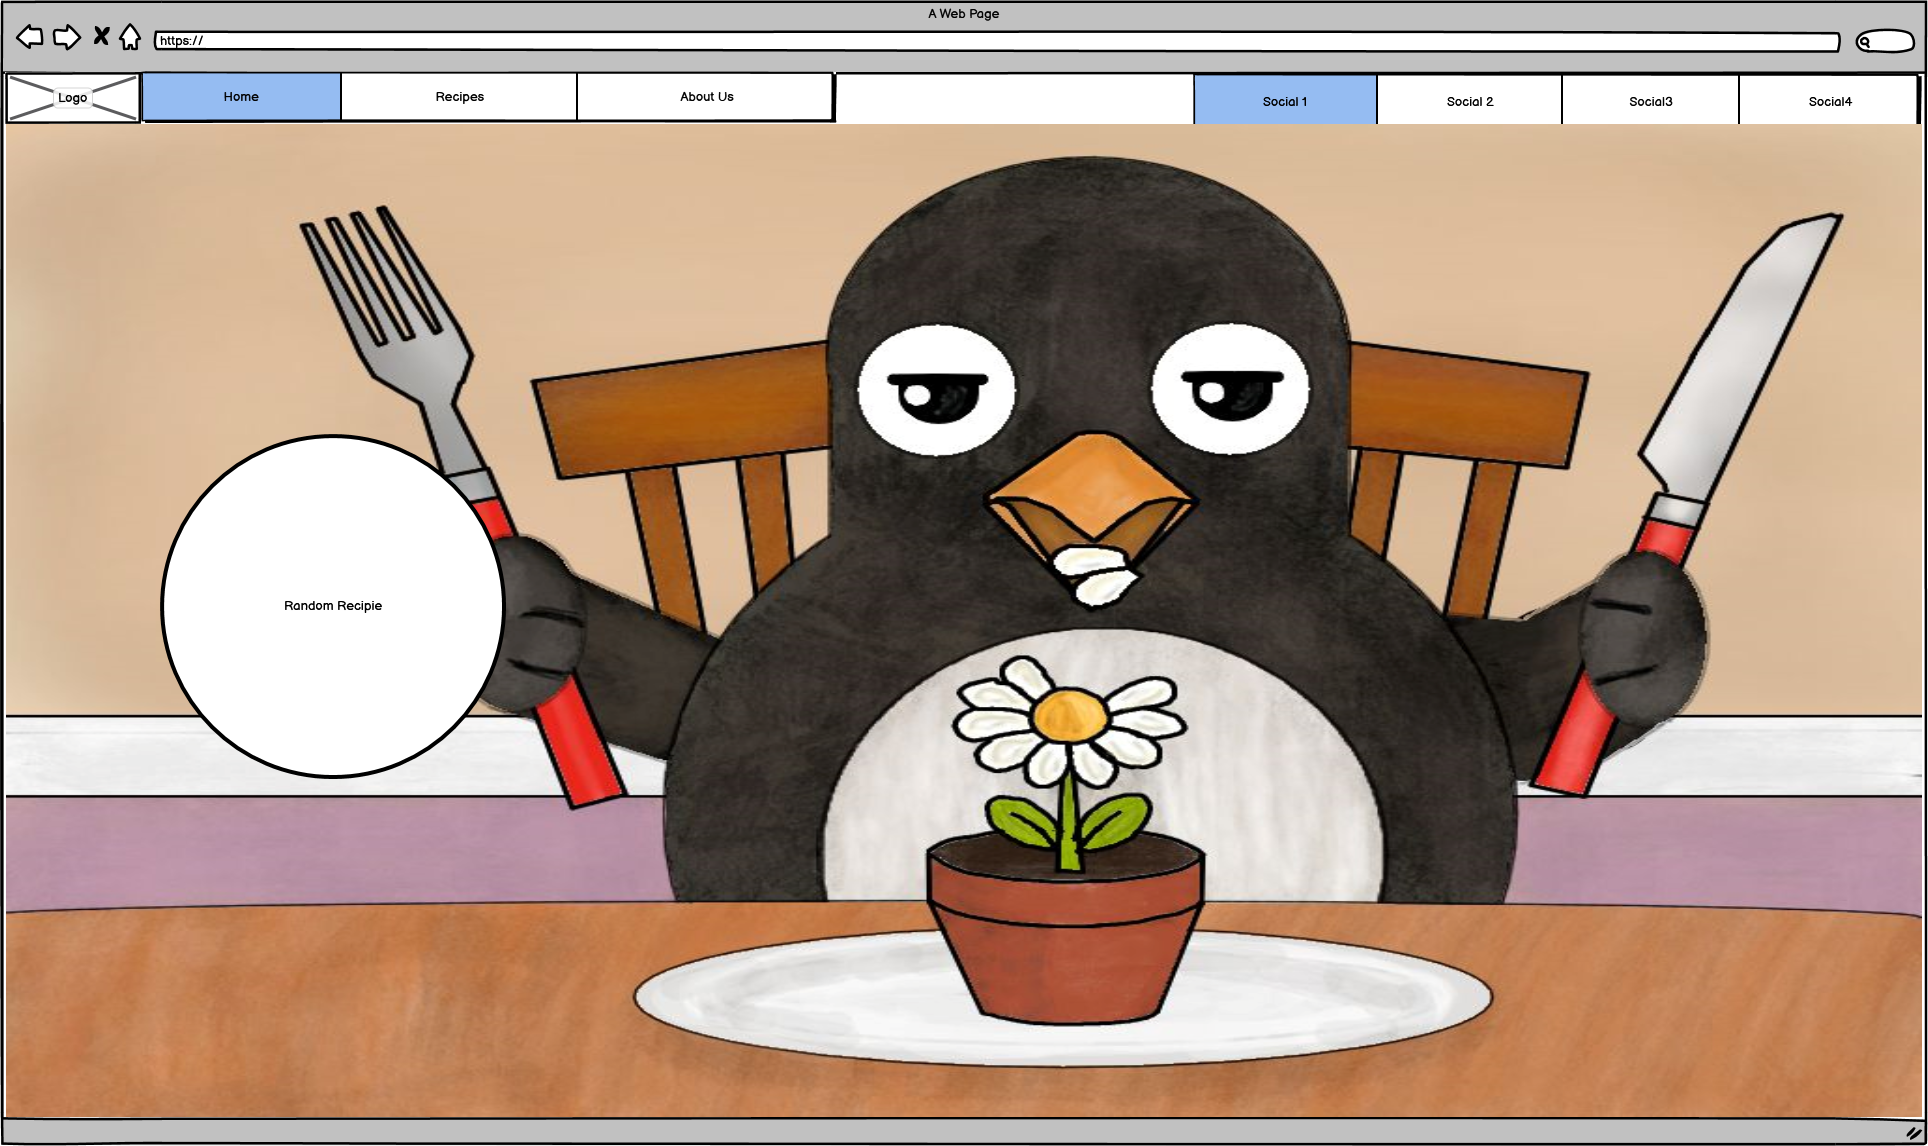 A Web Page
https://
Logo
Home
Recipes
About Us
Social 1
Social 2
Social3
Social4
Random Recipie